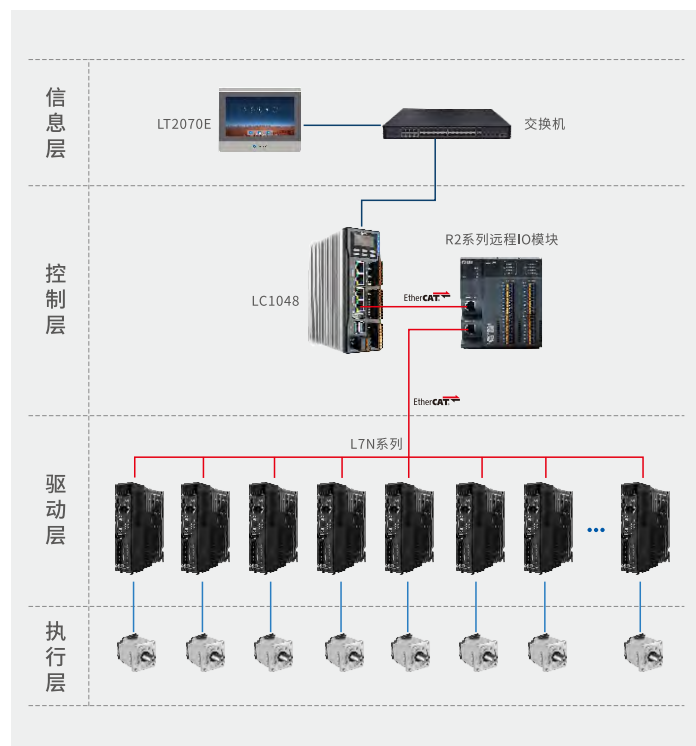 信息层
LT2070E
交换机
控制层
R2系列远程IO模块
LC1048
EtherCAT
EtherCAT
L7N系列
驱动层
执行层